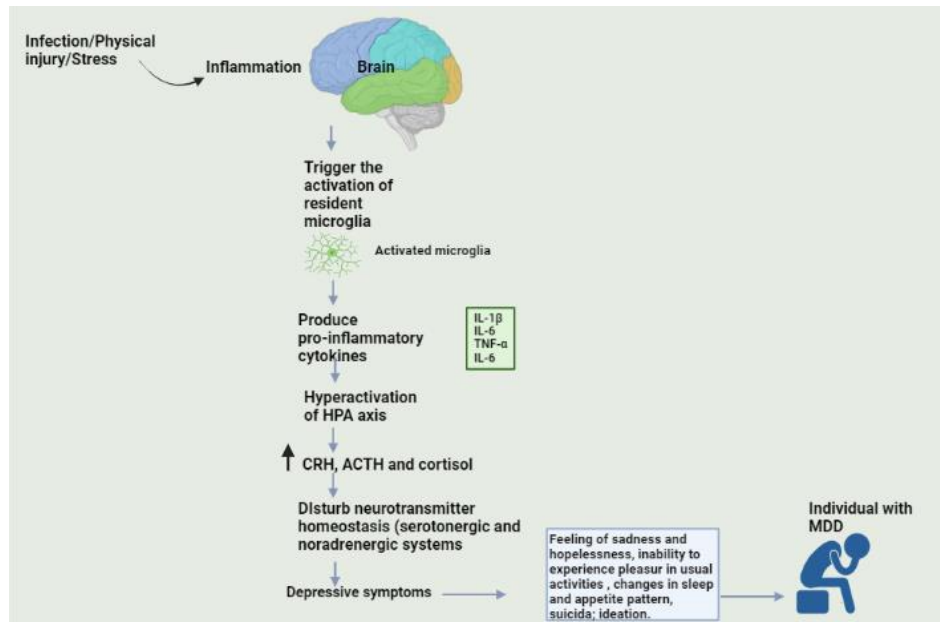 Infection/Physical
injury/Stress
Inflammation
Brain
Trigger the
activation of
resident
microglia
Activated microglia
Produce
pro-inflammatory
cytokines
IL-1β
IL-6
TNF-α
IL-6
Hyperactivation
of HPA axis
CRH, ACTH and cortisol
DIsturb neurotransmitter
homeostasis (serotonergic and
noradrenergic systems
Depressive symptoms
Feeling of sadness and
hopelessness, inability to
experience pleasur in usual
activities , changes in sleep
and appetite pattern,
suicida; ideation.
Individual with
MDD